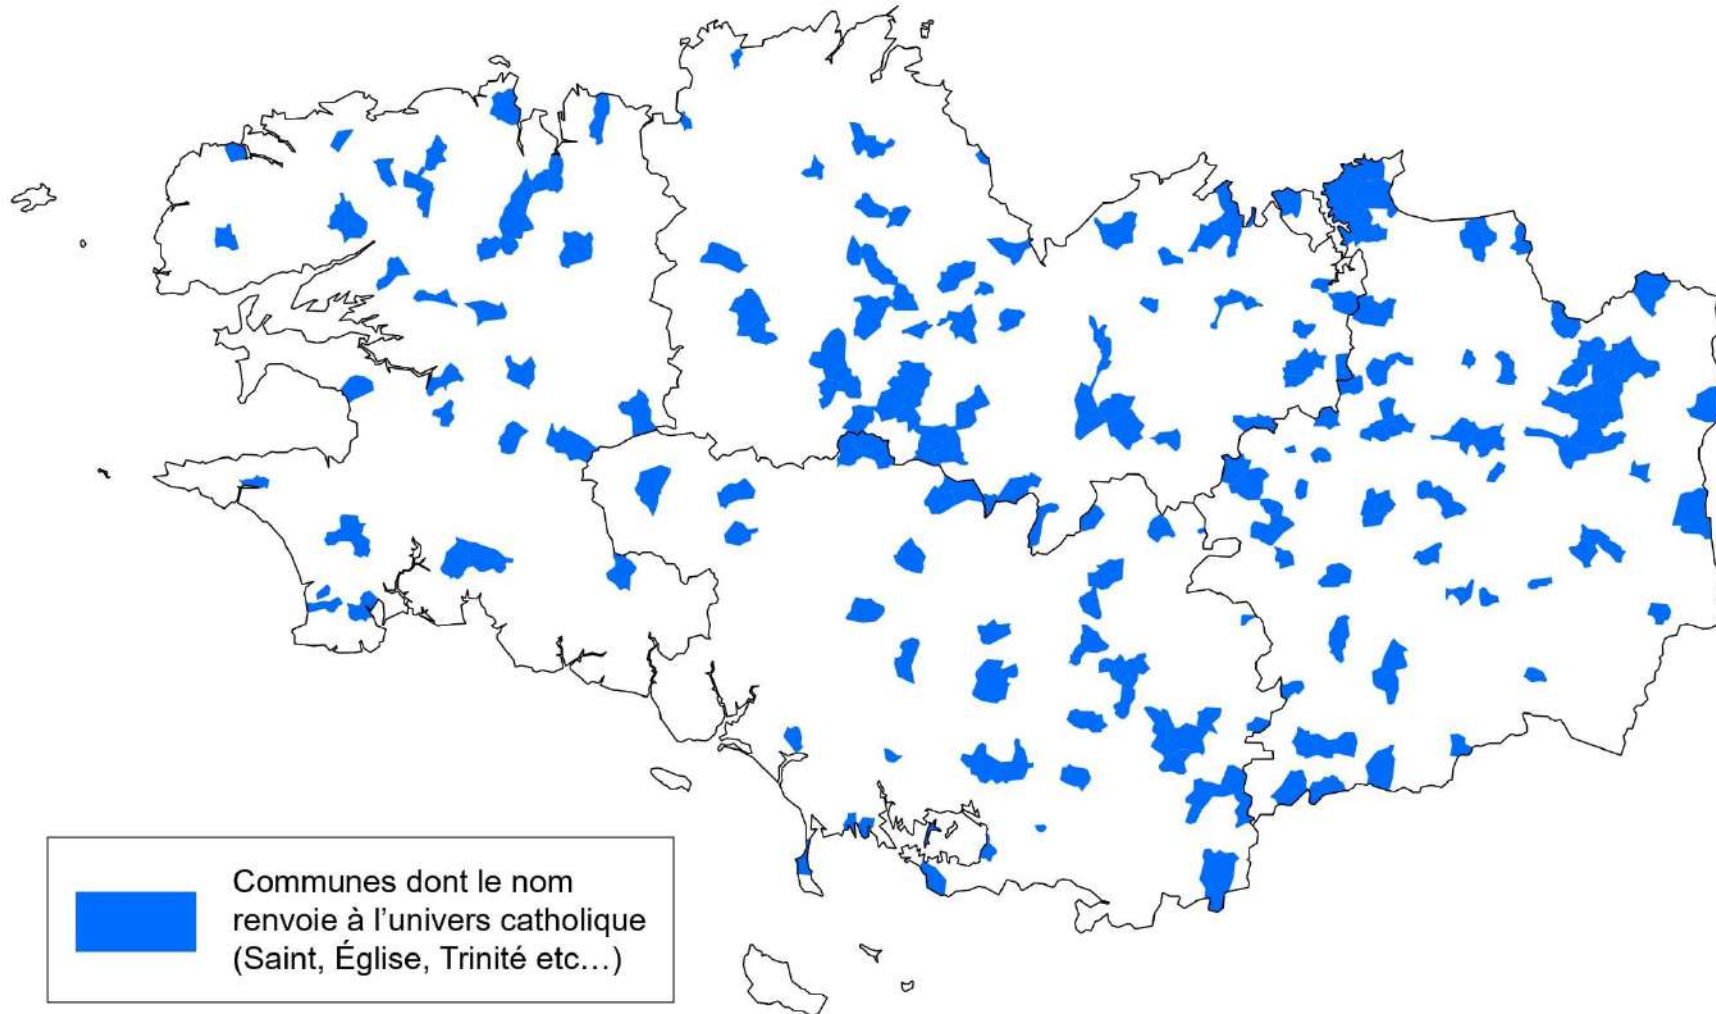 Communes dont le nom
renvoie à l’univers catholique
(Saint, Église, Trinité etc…)